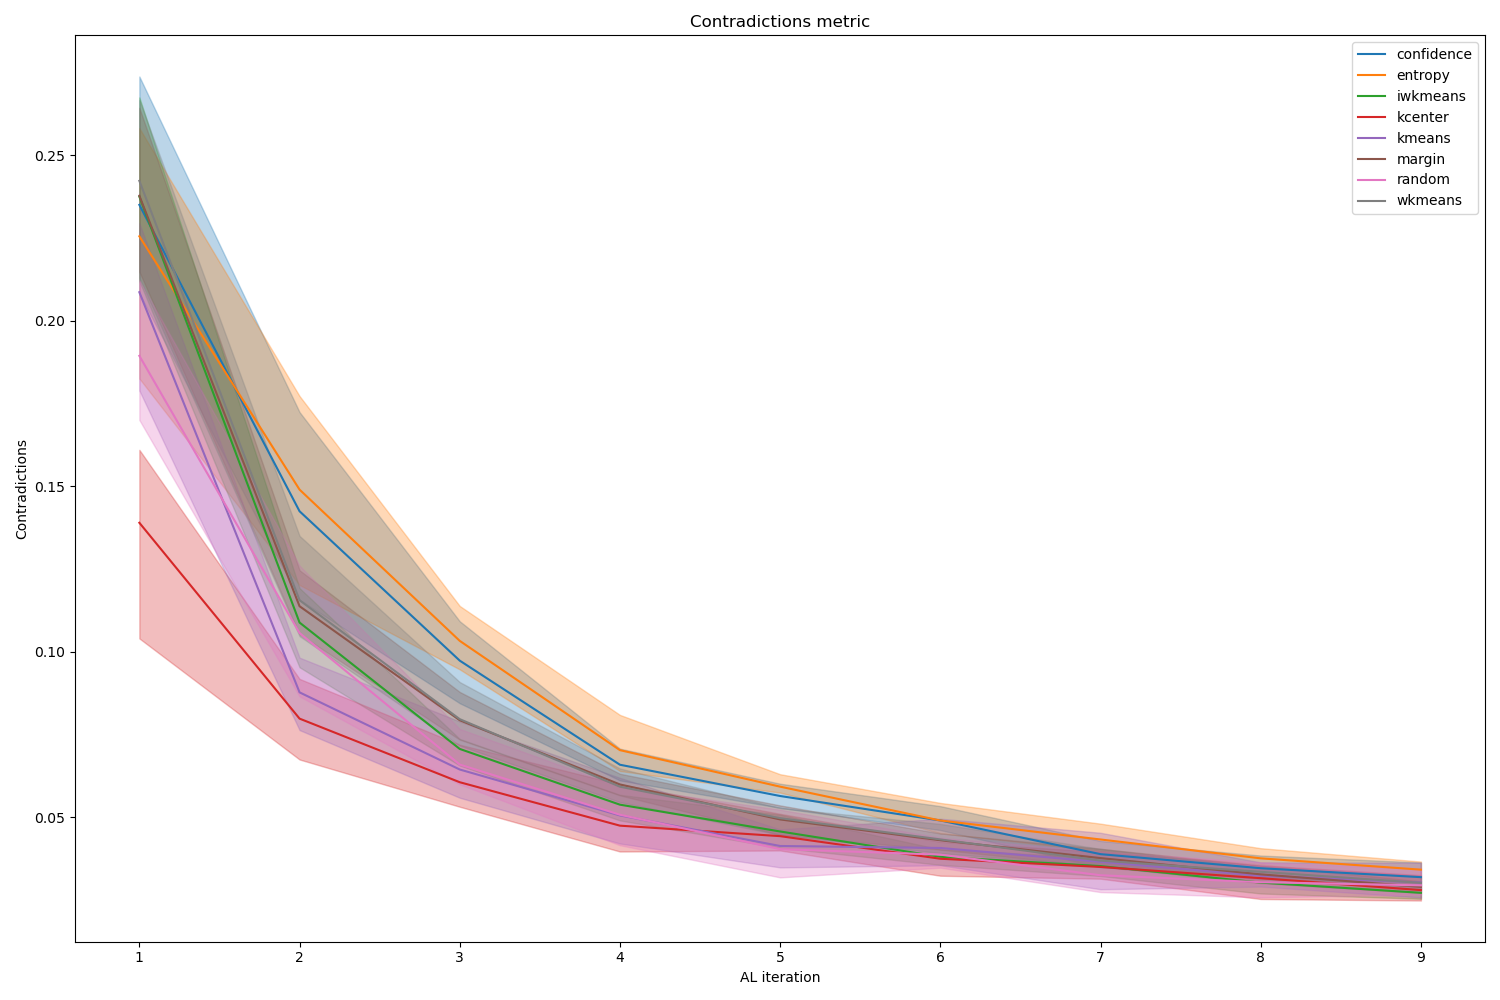 Contradictions metric
confidence
entropy
iwkmeans
kcenter
kmeans
margin
random
wkmeans
0.25
0.20
0.15
0.10
0.05
Contradictions
1 2 3 4 5 6 7 8 9
AL iteration